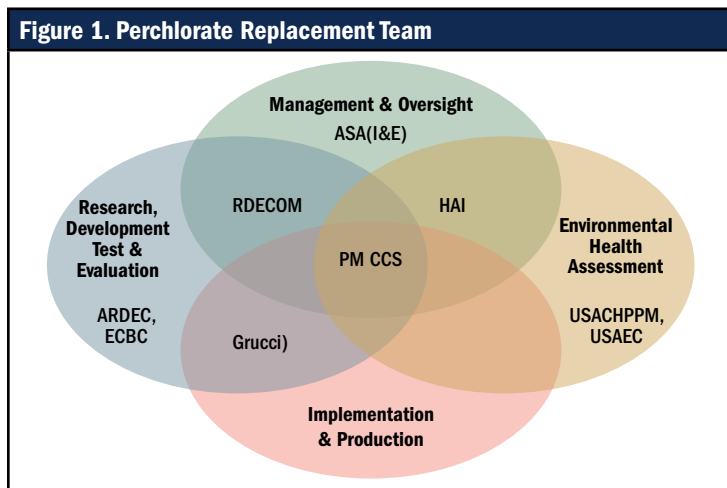 Figure 1. Perchlorate Replacement Team
Management & Oversight
ASA(I&E)
RDECOM
HAI
Research,
Development
Test &
Evaluation
ARDEC,
ECBC
PM CCS
Environmental
Health
Assessment
USACHPPM,
USAEC
Grucci)
Implementation
& Production